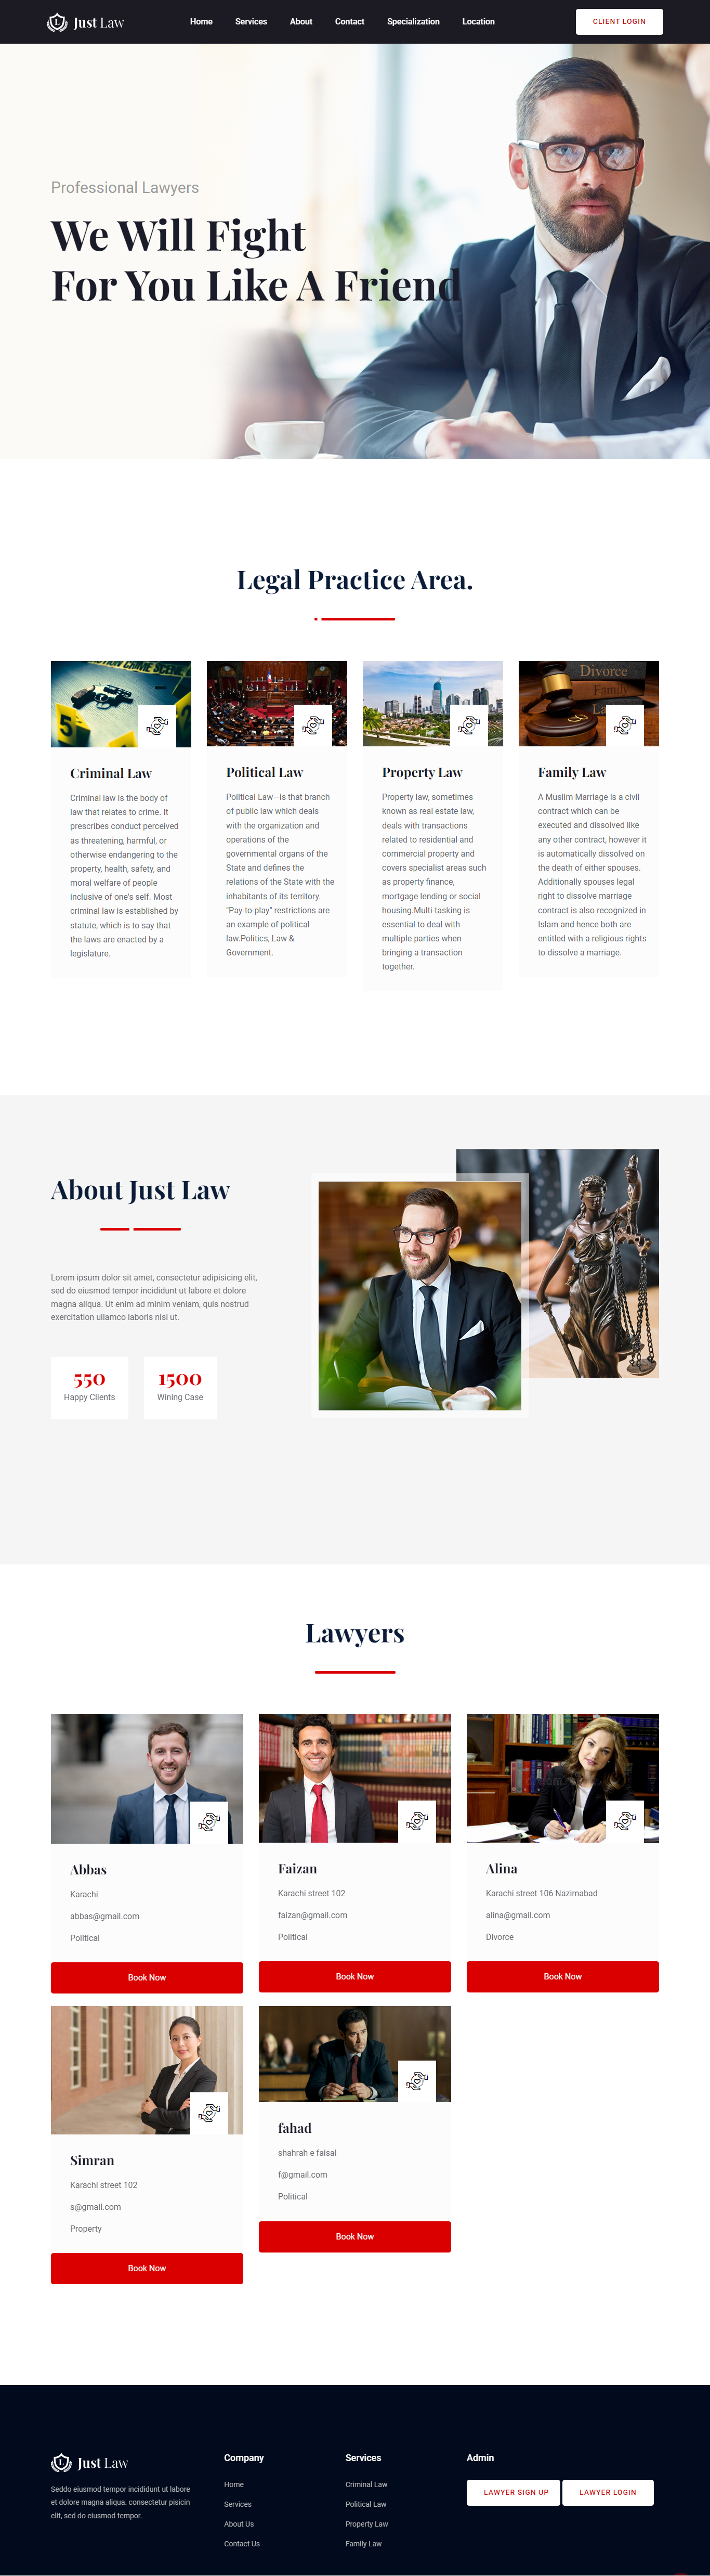 Just Law
Home
Services
About
Contact
Specialization
Location
CLIENT LOGIN
Professional Lawyers
We Will Fight
For You Like A Friend
Legal Practice Area.
Divorce
Family
Criminal Law
Criminal law is the body of
law that relates to crime. It
prescribes conduct perceived
as threatening, harmful, or
otherwise endangering to the
property, health, safety, and
moral welfare of people
inclusive of one's self. Most
criminal law is established by
statute, which is to say that
the laws are enacted by a
legislature.
Political Law
Political Law—is that branch
of public law which deals
with the organization and
operations of the
governmental organs of the
State and defines the
relations of the State with the
inhabitants of its territory.
"Pay-to-play" restrictions are
an example of political
law.Politics, Law &
Government.
Property Law
Property law, sometimes
known as real estate law,
deals with transactions
related to residential and
commercial property and
covers specialist areas such
as property finance,
mortgage lending or social
housing.Multi-tasking is
essential to deal with
multiple parties when
bringing a transaction
together.
Family Law
A Muslim Marriage is a civil
contract which can be
executed and dissolved like
any other contract, however it
is automatically dissolved on
the death of either spouses.
Additionally spouses legal
right to dissolve marriage
contract is also recognized in
Islam and hence both are
entitled with a religious rights
to dissolve a marriage.
About Just Law
Lorem ipsum dolor sit amet, consectetur adipisicing elit,
sed do eiusmod tempor incididunt ut labore et dolore
magna aliqua. Ut enim ad minim veniam, quis nostrud
exercitation ullamco laboris nisi ut.
550
Happy Clients
1500
Wining Case
Lawyers
Abbas
Karachi
abbas@gmail.com
Political
Book Now
Faizan
Karachi street 102
faizan@gmail.com
Political
Book Now
Alina
Karachi street 106 Nazimabad
alina@gmail.com
Divorce
Book Now
Simran
Karachi street 102
s@gmail.com
Property
Book Now
fahad
shahrah e faisal
f@gmail.com
Political
Book Now
Just Law
Seddo eiusmod tempor incididunt ut labore
et dolore magna aliqua. consectetur pisicin
elit, sed do eiusmod tempor.
Company
Home
Services
About Us
Contact Us
Services
Criminal Law
Political Law
Property Law
Family Law
Admin
LAWYER SIGN UP
LAWYER LOGIN